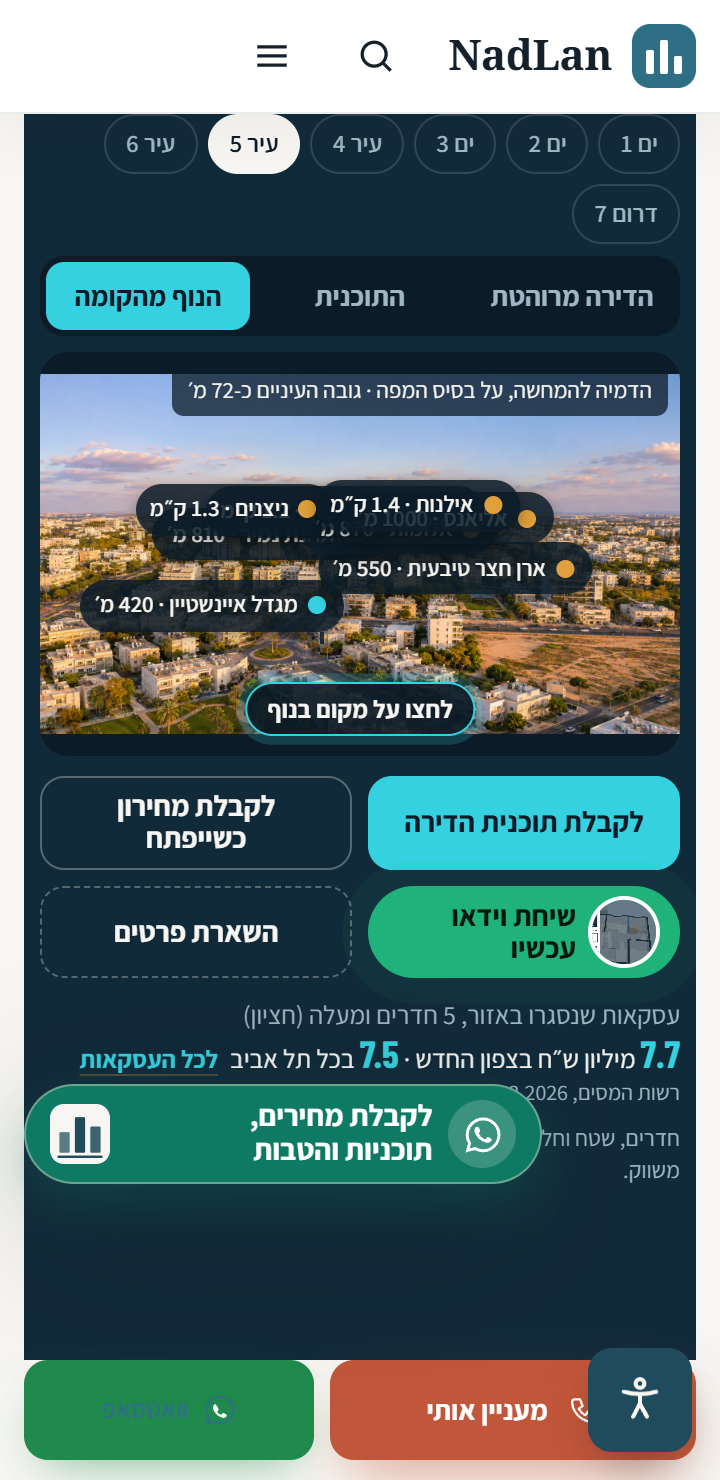 NadLan
ים 1
ים 2
ים 3
עיר 4
עיר 5
עיר 6
דרום 7
הדירה מרוהטת
התוכנית
הנוף מהקומה
הדמיה להמחשה, על בסיס המפה · גובה העיניים כ-72 מ׳
אילנות · 1.4 ק״מ
ניצנים · 1.3 ק״מ
אליאנס · 1000 מ׳
ארן חצר טיבעית · 550 מ׳
מגדל איינשטיין · 420 מ׳
לחצו על מקום בנוף
לקבלת תוכנית הדירה
לקבלת מחירון
כשייפתח
שיחת וידאו
עכשיו
השארת פרטים
עסקאות שנסגרו באזור, 5 חדרים ומעלה (חציון)
7.7 מיליון ש״ח בצפון החדש · 7.5 בכל תל אביב לכל העסקאות
רשות המסים, 2026
לקבלת מחירים,
תוכניות והטבות
חדרים, שטח
משווק.
מעניין אותי
וואטסאפ